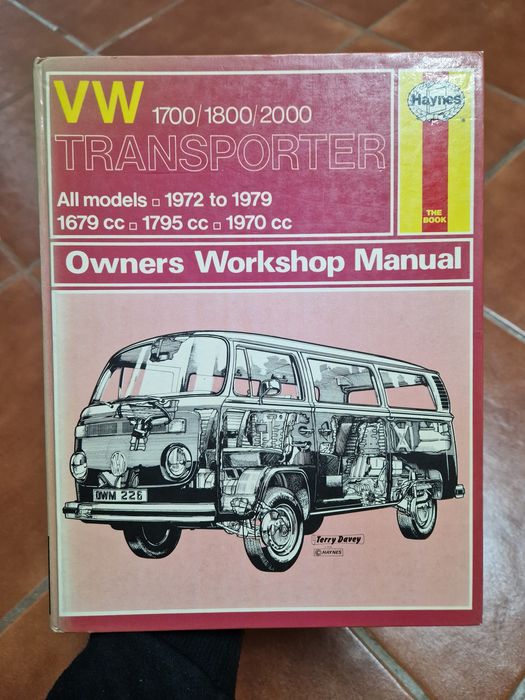 VW 1700/1800/2000
Haynes
TRANSPORTER
All models ▫ 1972 to 1979
1679 cc ▫ 1795 cc ▫ 1970 cc
THE
BOOK
Owners Workshop Manual
OWM 226
Terry Davey
© HAYNES